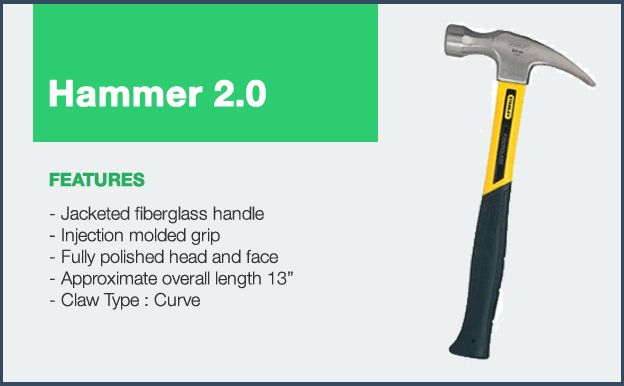 Hammer 2.0
FEATURES
- Jacketed fiberglass handle
- Injection molded grip
- Fully polished head and face
- Approximate overall length 13”
- Claw Type : Curve
STANLEY